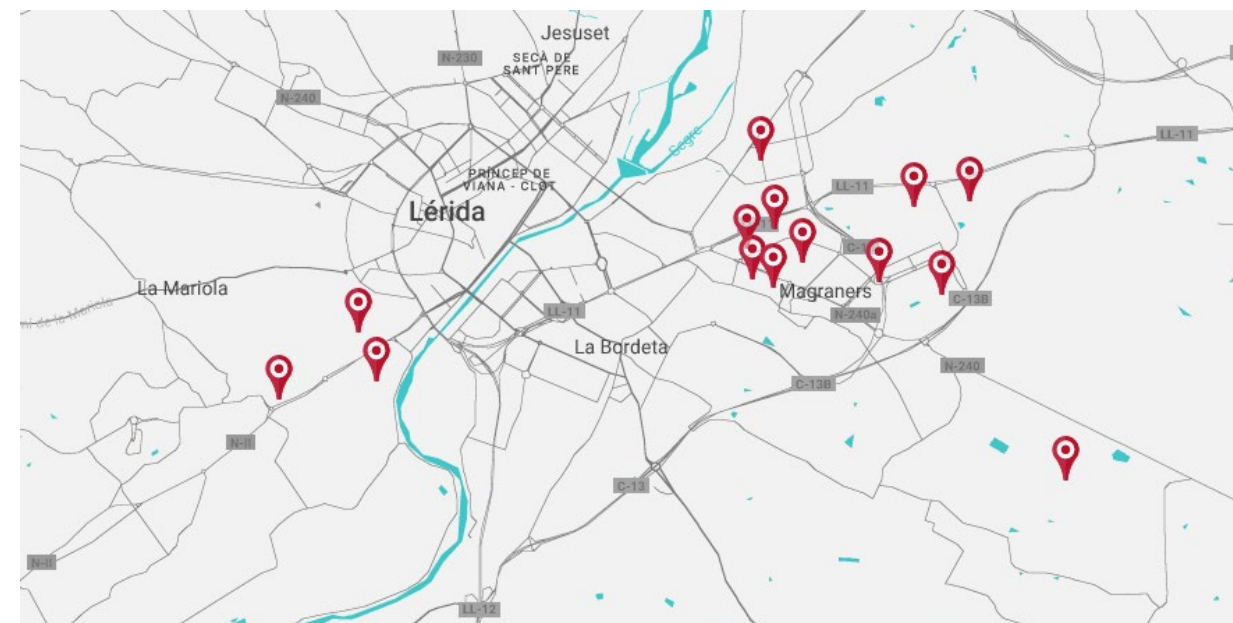 Jesuset
N-230
SECÀ DE
SANT PERE
N-240
LL-11
Segre
PRÍNCEP DE
VIANA - CLOT
LL-11
Lérida
La Mariola
Magraners
C-13B
LL-11
N-240a
La Bordeta
N-240
C-13B
N-II
C-13
N-II
LL-12